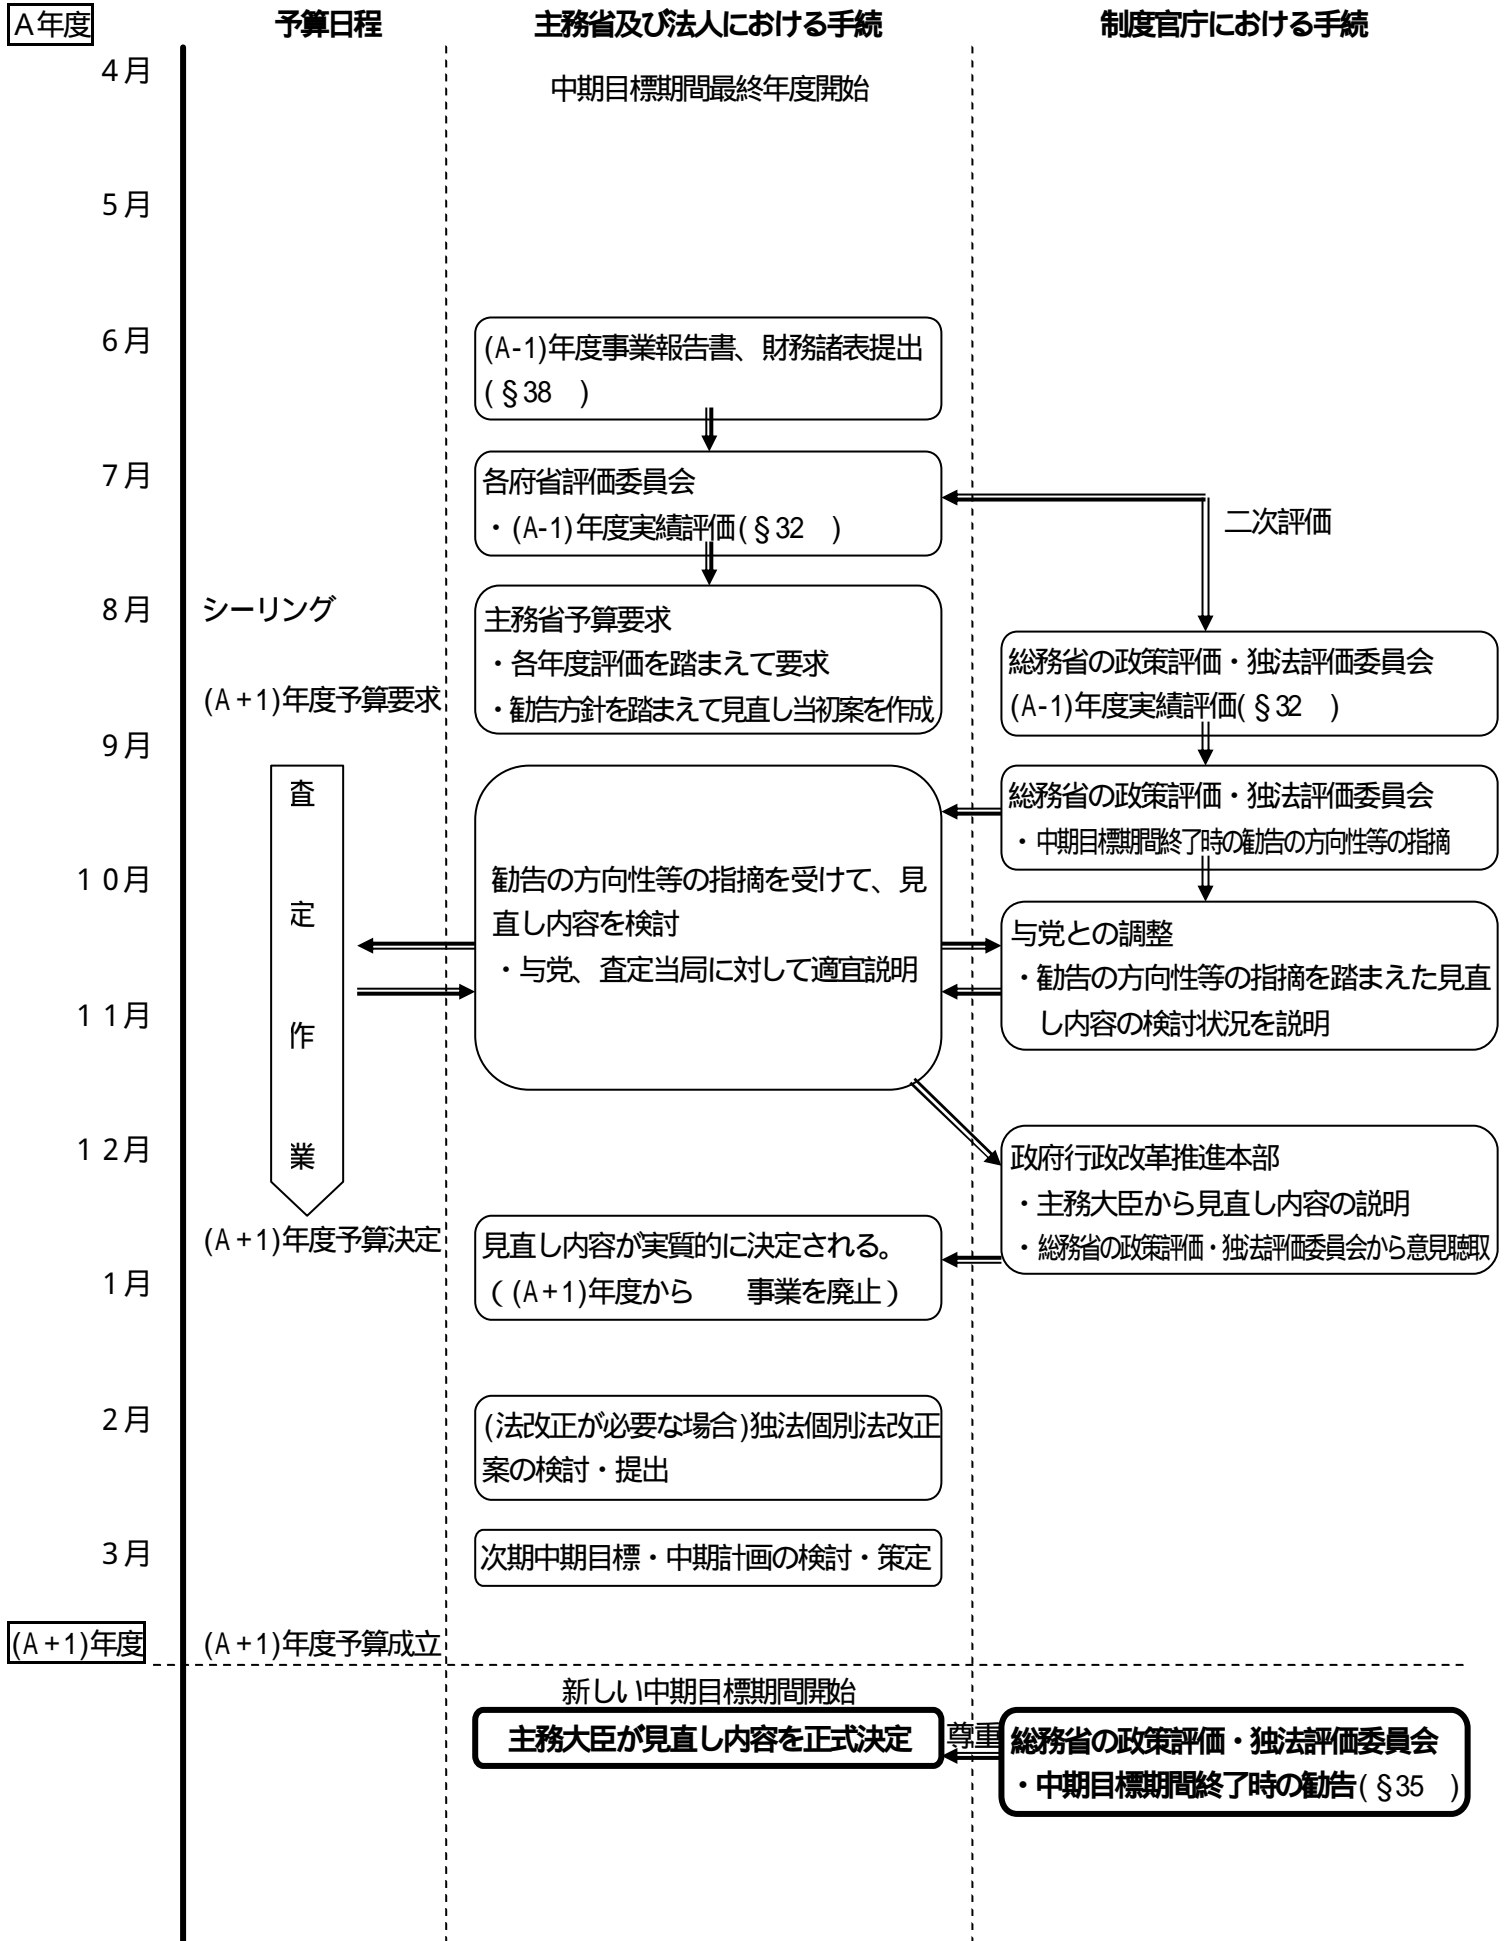 A年度
予算日程
主務省及び法人における手続
制度官庁における手続
4月
中期目標期間最終年度開始
5月
6月
(A-1)年度事業報告書、財務諸表提出
(§38　)
7月
各府省評価委員会
・(A-1)年度実績評価(§32　)
二次評価
8月
シーリング
主務省予算要求
・各年度評価を踏まえて要求
・勧告方針を踏まえて見直し当初案を作成
(A+1)年度予算要求
総務省の政策評価・独法評価委員会
(A-1)年度実績評価(§32　)
9月
査
定
作
業
総務省の政策評価・独法評価委員会
・中期目標期間終了時の勧告の方向性等の指摘
10月
勧告の方向性等の指摘を受けて、見
直し内容を検討
・与党、査定当局に対して適宜説明
与党との調整
・勧告の方向性等の指摘を踏まえた見直
し内容の検討状況を説明
11月
12月
政府行政改革推進本部
・主務大臣から見直し内容の説明
・総務省の政策評価・独法評価委員会から意見聴取
(A+1)年度予算決定
見直し内容が実質的に決定される。
((A+1)年度から　　事業を廃止)
1月
2月
(法改正が必要な場合)独法個別法改正
案の検討・提出
3月
次期中期目標・中期計画の検討・策定
(A+1)年度
(A+1)年度予算成立
新しい中期目標期間開始
主務大臣が見直し内容を正式決定
尊重
総務省の政策評価・独法評価委員会
・中期目標期間終了時の勧告(§35　)